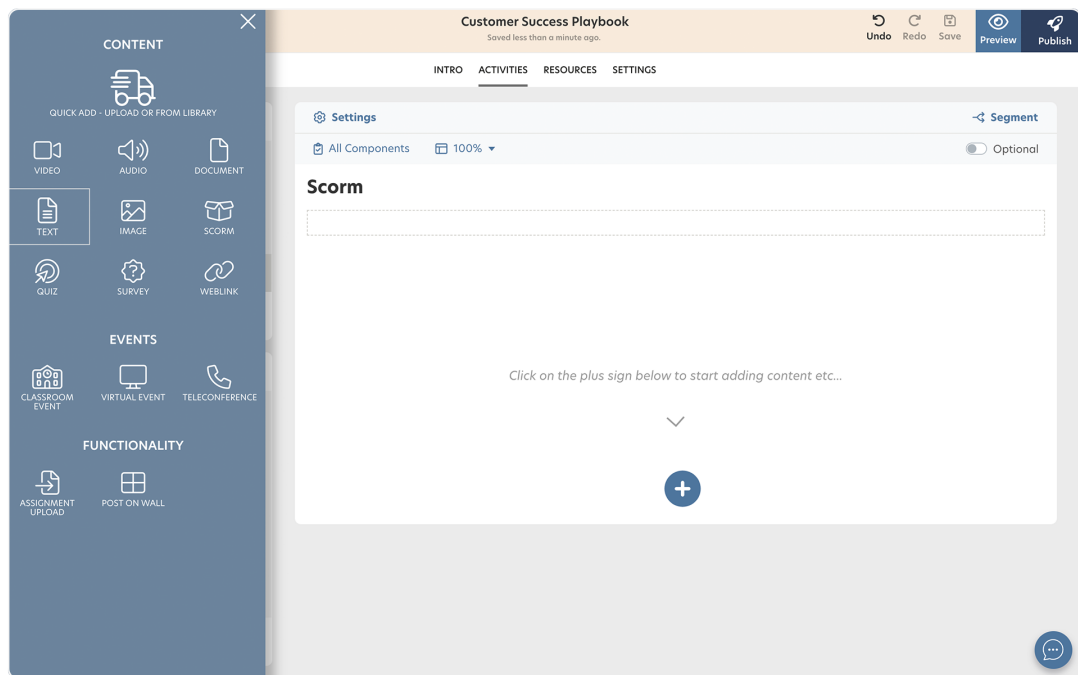 CONTENT
QUICK ADD - UPLOAD OR FROM LIBRARY
VIDEO
AUDIO
DOCUMENT
TEXT
IMAGE
SCORM
QUIZ
SURVEY
WEBLINK
EVENTS
CLASSROOM
EVENT
VIRTUAL EVENT
TELECONFERENCE
FUNCTIONALITY
ASSIGNMENT
UPLOAD
POST ON WALL
Customer Success Playbook
Saved less than a minute ago.
Undo
Redo
Save
Preview
Publish
INTRO
ACTIVITIES
RESOURCES
SETTINGS
Settings
Segment
All Components
100%
Optional
Scorm
Click on the plus sign below to start adding content etc...